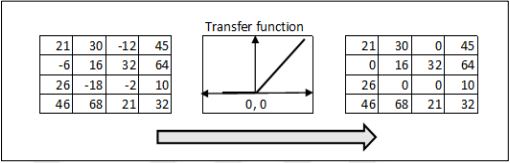 Transfer function
21 30 -12 45
-6 16 32 64
26 -18 -2 10
46 68 21 32
0, 0
21 30 0 45
0 16 32 64
26 0 0 10
46 68 21 32